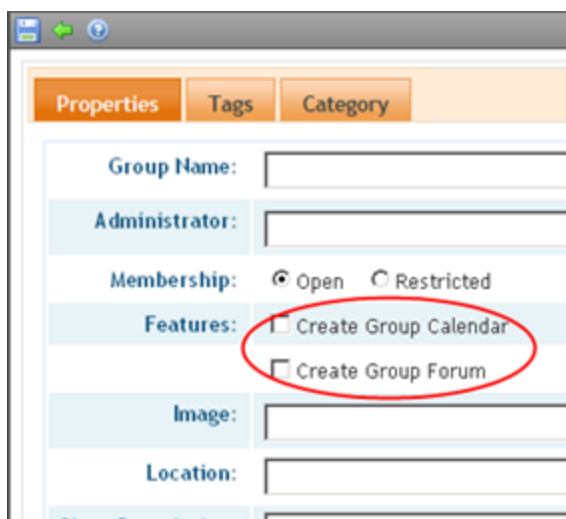 Properties Tags Category
Group Name:
Administrator:
Membership: Open Restricted
Features: Create Group Calendar
Create Group Forum
Image:
Location: